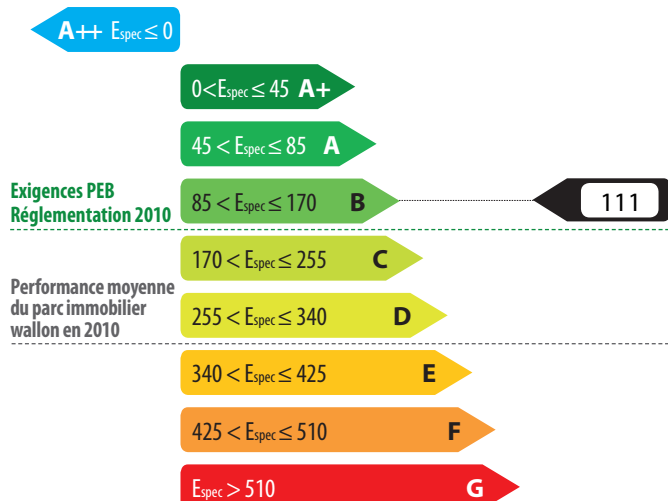 A++ Espec ≤ 0
0<Espec ≤ 45 A+
45 < Espec ≤ 85 A
Exigences PEB
Réglementation 2010
85 < Espec ≤ 170 B
111
170 < Espec ≤ 255 C
Performance moyenne
du parc immobilier
wallon en 2010
255 < Espec ≤ 340 D
340 < Espec ≤ 425 E
425 < Espec ≤ 510 F
Espec > 510 G